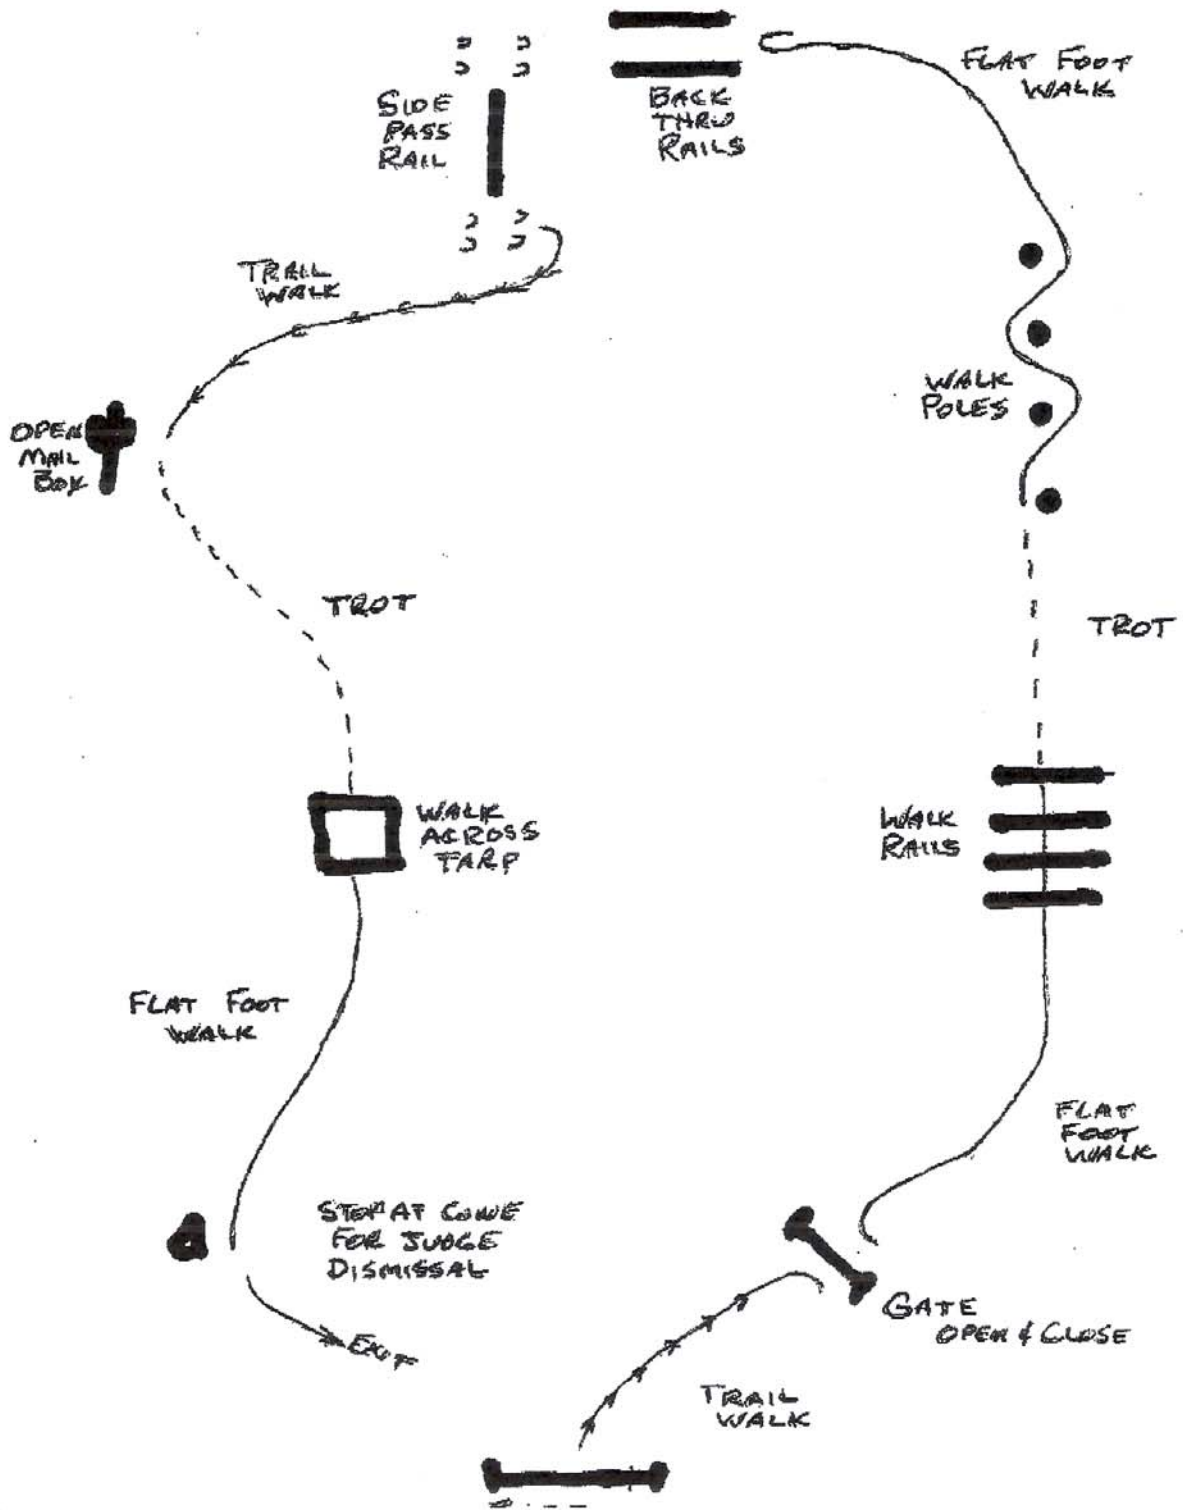 SIDE
PASS
RAIL
BACK
THRU
RAILS
FLAT FOOT
WALK
TRAIL
WALK
WALK
POLES
OPEN
MAIL
BOX
TROT
TROT
WALK
ACROSS
TARP
WALK
RAILS
FLAT FOOT
WALK
FLAT
FOOT
WALK
STOP AT CONE
FOR JUDGE
DISMISSAL
EXIT
GATE
OPEN & CLOSE
TRAIL
WALK